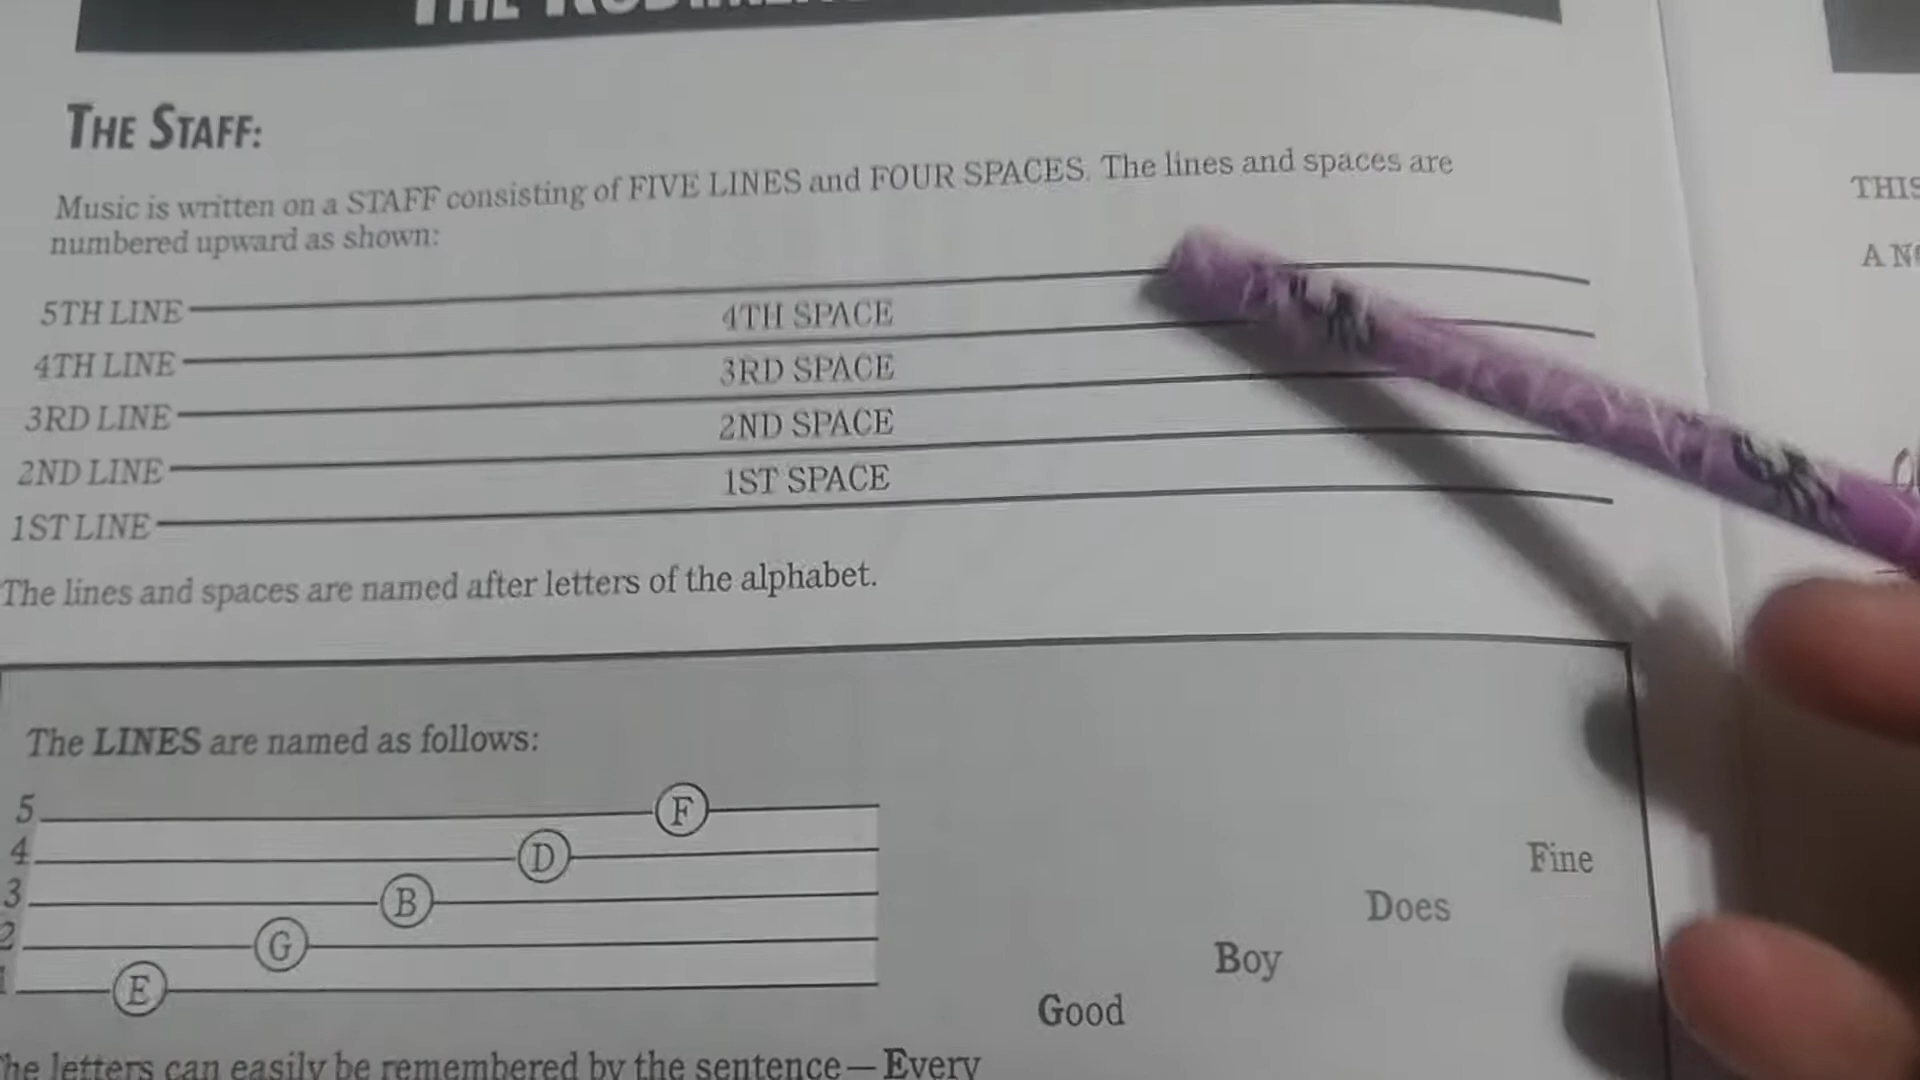 THE
THE STAFF:
Music is written on a STAFF consisting of FIVE LINES and FOUR SPACES. The lines and spaces are
numbered upward as shown:
5TH LINE
4TH SPACE
4TH LINE
3RD SPACE
3RD LINE
2ND SPACE
2ND LINE
1ST SPACE
1ST LINE
The lines and spaces are named after letters of the alphabet.
The LINES are named as follows:
5 F
4 D
3 B
2 G
1 E
Fine
Does
Boy
Good
he letters can easily be remembered by the sentence—Every
THIS
A